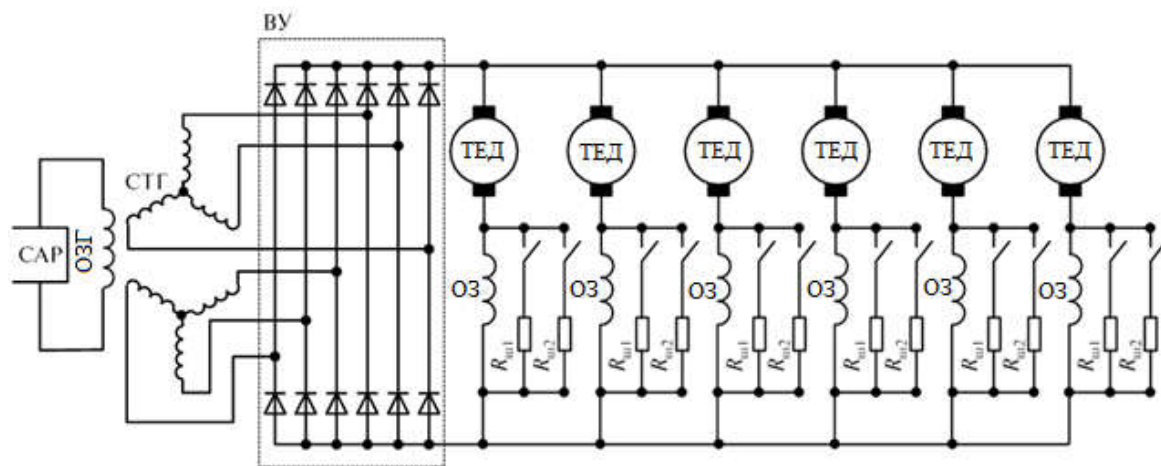 ВУ
ТЕД ТЕД ТЕД ТЕД ТЕД ТЕД
СТГ
САР
ОЗГ
ОЗ ОЗ ОЗ ОЗ ОЗ ОЗ
Rш1 Rш2 Rш1 Rш2 Rш1 Rш2 Rш1 Rш2 Rш1 Rш2 Rш1 Rш2